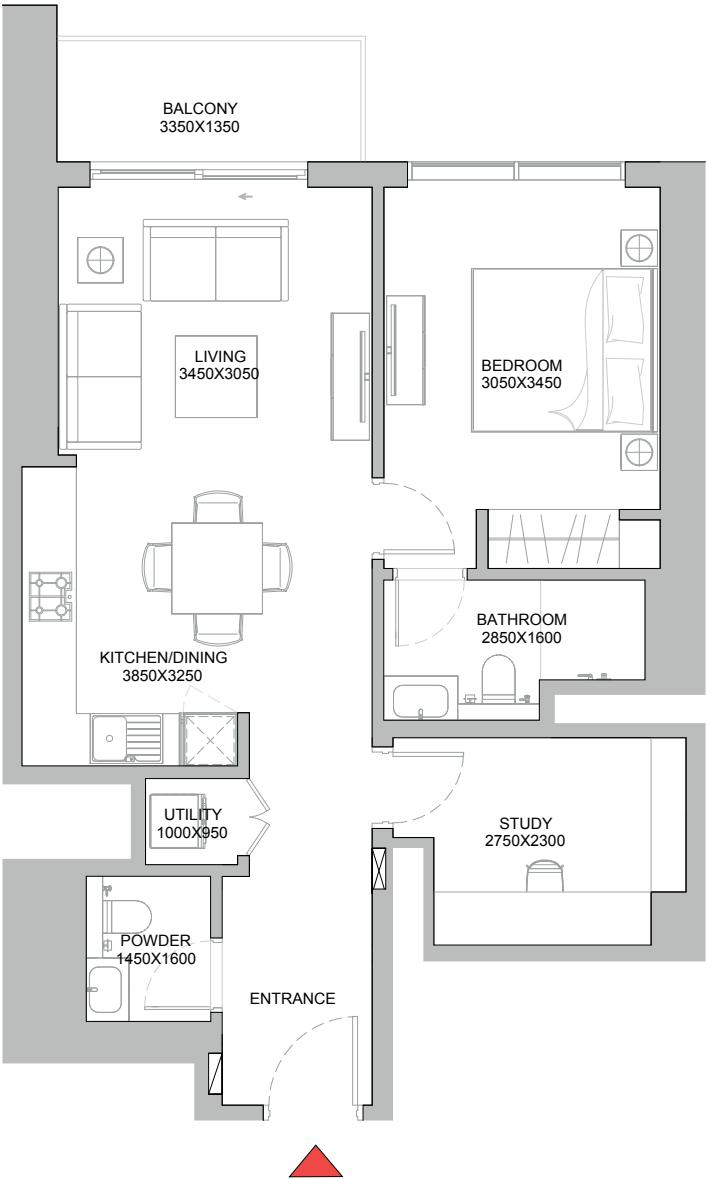 BALCONY
3350X1350
LIVING
3450X3050
BEDROOM
3050X3450
BATHROOM
2850X1600
KITCHEN/DINING
3850X3250
UTILITY
1000X950
STUDY
2750X2300
POWDER
1450X1600
ENTRANCE